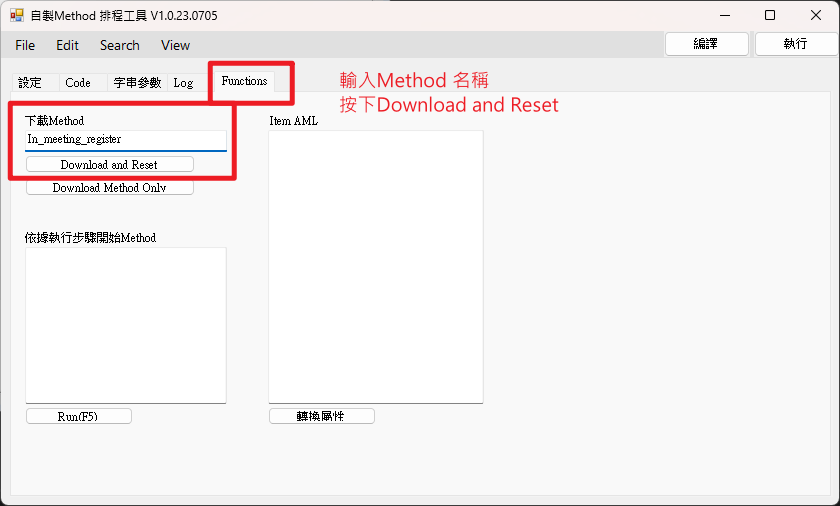 自製Method 排程工具 V1.0.23.0705
File Edit Search View
編譯 執行
設定 Code 字串參數 Log Functions
輸入Method 名稱
按下Download and Reset
下載Method
In_meeting_register
Download and Reset
Download Method Only
Item AML
依據執行步驟開始Method
Run(F5)
轉換屬性